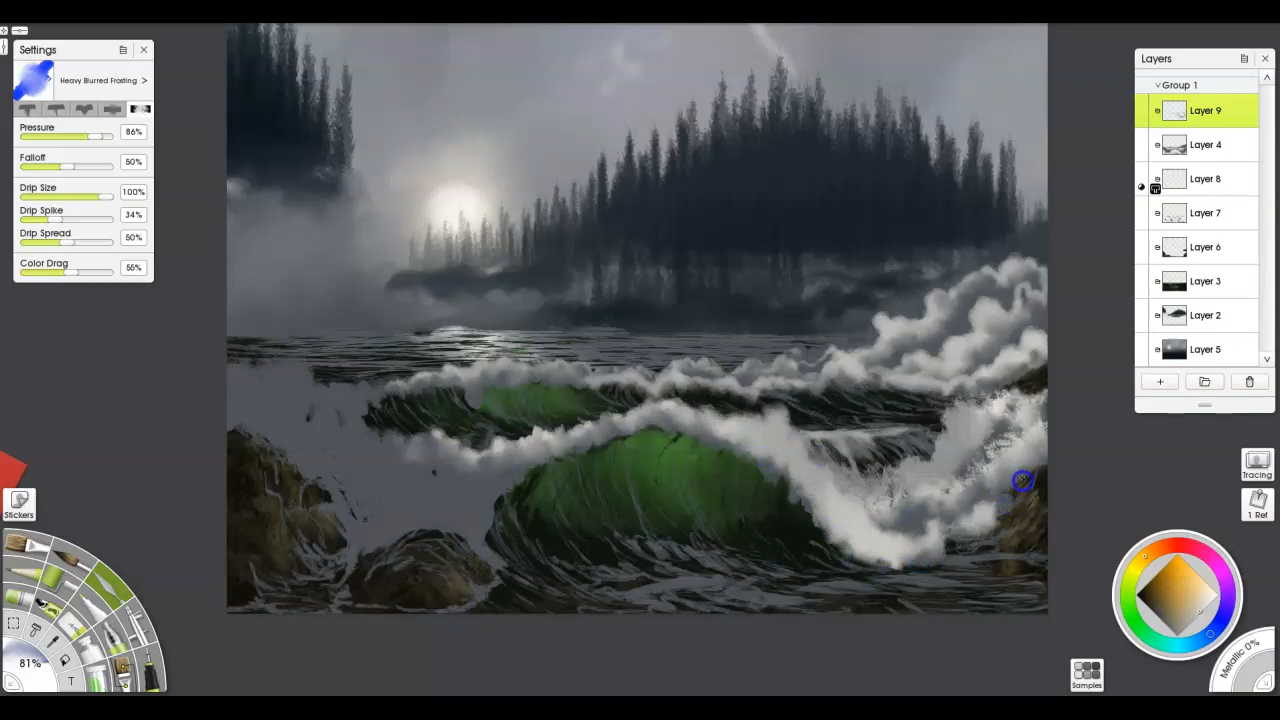 Settings
Heavy Blurred Frosting >
Pressure
86%
Falloff
50%
Drip Size
100%
Drip Spike
34%
Drip Spread
50%
Color Drag
55%
Layers
Group 1
Layer 9
Layer 4
Layer 8
Layer 7
Layer 6
Layer 3
Layer 2
Layer 5
Tracing
1 Ref
Stickers
81%
T
Samples
Metallic 0%